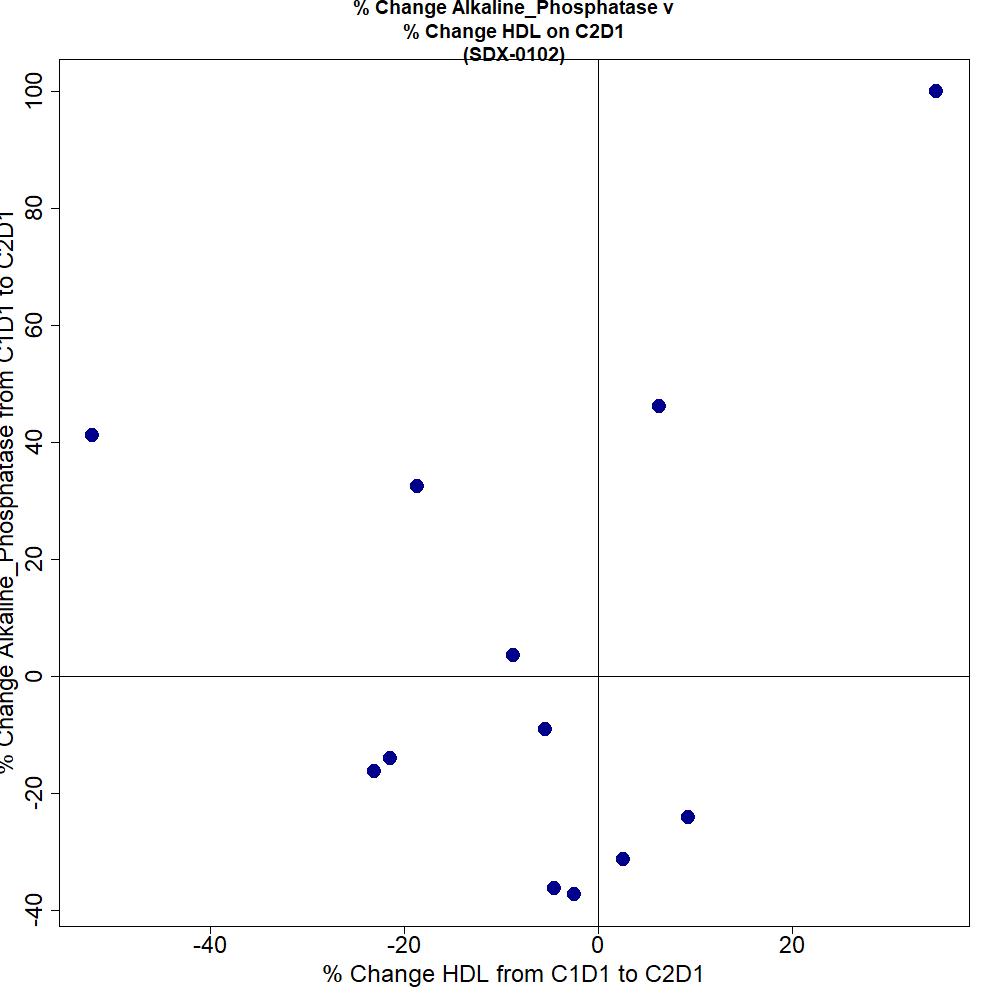 % Change Alkaline_Phosphatase v
% Change HDL on C2D1
(SDX-0102)
% Change Alkaline_Phosphatase from C1D1 to C2D1
100
80
60
40
20
0
-20
-40
-40
-20
0
20
% Change HDL from C1D1 to C2D1